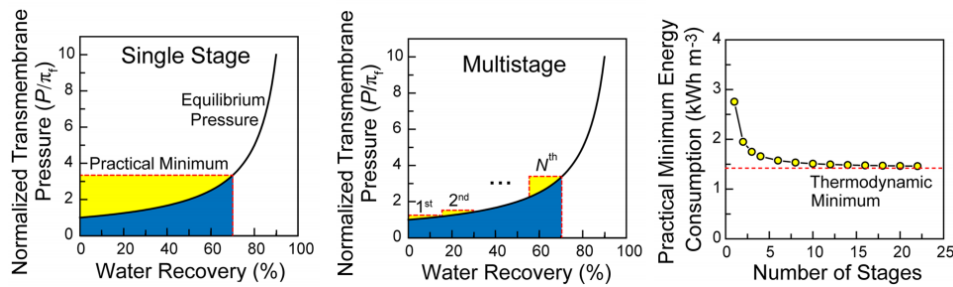 Normalized Transmembrane
Pressure (P/πf)
10
8
6
4
2
0
Single Stage
Equilibrium
Pressure
Practical Minimum
0 20 40 60 80 100
Water Recovery (%)
Normalized Transmembrane
Pressure (P/πf)
10
8
6
4
2
0
Multistage
1st
2nd
...
Nth
0 20 40 60 80 100
Water Recovery (%)
Practical Minimum Energy
Consumption (kWh m-3)
4
3
2
1
0
Thermodynamic
Minimum
0 5 10 15 20 25
Number of Stages